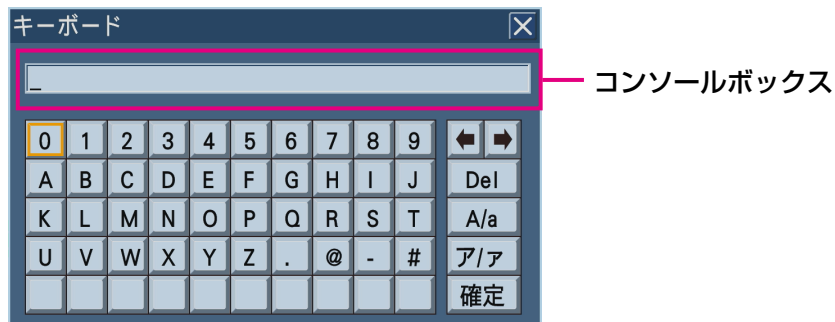 キーボード
コンソールボックス
_
0 1 2 3 4 5 6 7 8 9
A B C D E F G H I J Del
K L M N O P Q R S T A/a
U V W X Y Z . @ - # ア/ァ
確定